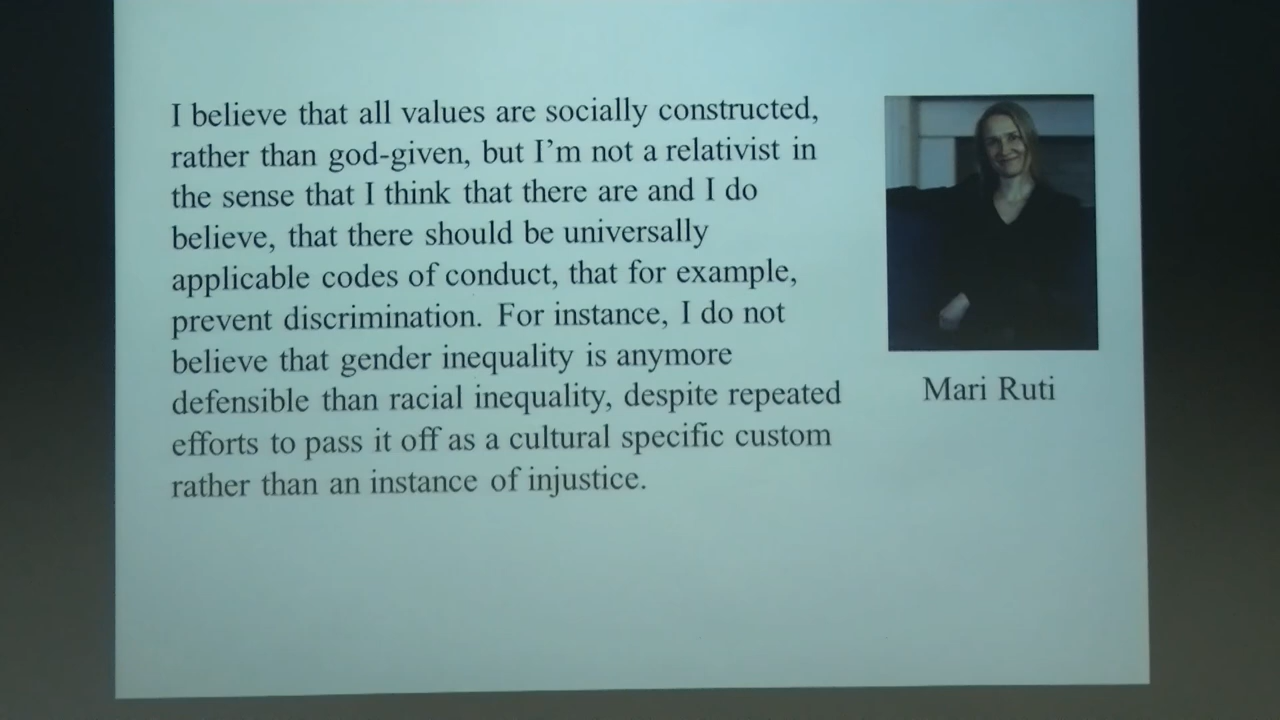 I believe that all values are socially constructed,
rather than god-given, but I'm not a relativist in
the sense that I think that there are and I do
believe, that there should be universally
applicable codes of conduct, that for example,
prevent discrimination. For instance, I do not
believe that gender inequality is anymore
defensible than racial inequality, despite repeated
efforts to pass it off as a cultural specific custom
rather than an instance of injustice.
Mari Ruti